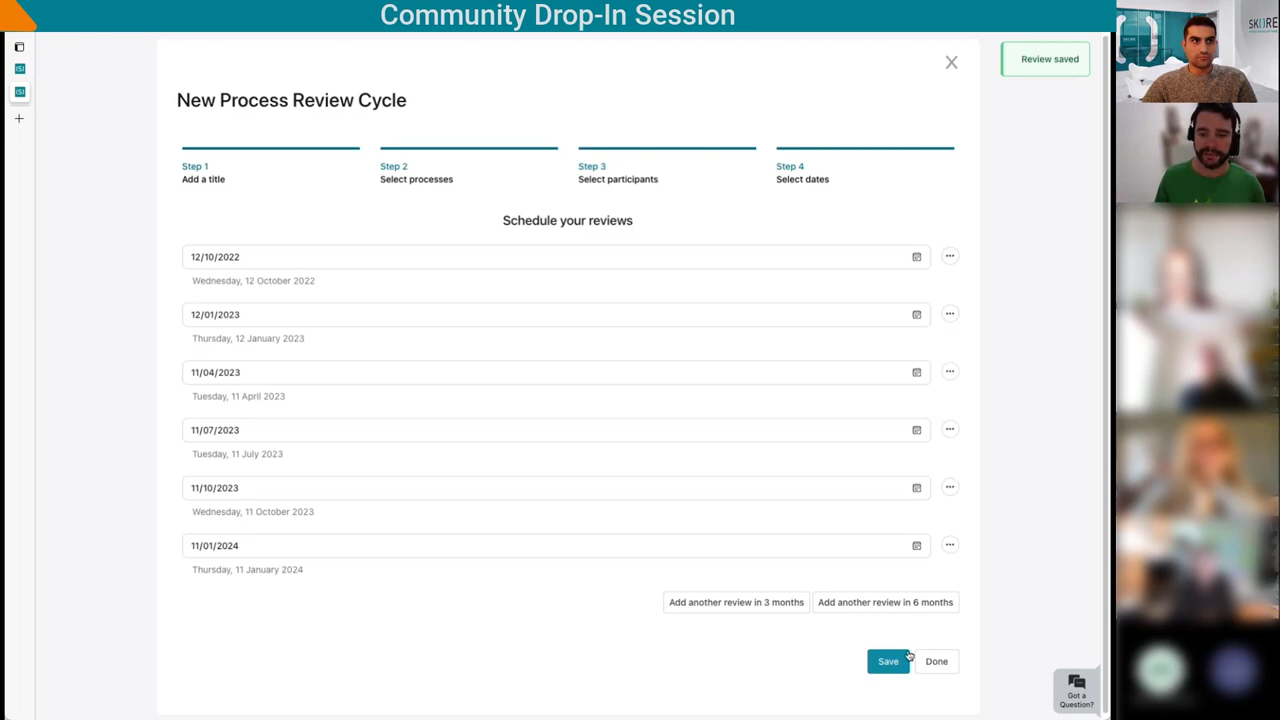 Community Drop-In Session
Review saved
New Process Review Cycle
Step 1
Add a title
Step 2
Select processes
Step 3
Select participants
Step 4
Select dates
Schedule your reviews
12/10/2022
Wednesday, 12 October 2022
12/01/2023
Thursday, 12 January 2023
11/04/2023
Tuesday, 11 April 2023
11/07/2023
Tuesday, 11 July 2023
11/10/2023
Wednesday, 11 October 2023
11/01/2024
Thursday, 11 January 2024
Add another review in 3 months
Add another review in 6 months
Save
Done
Got a
Question?